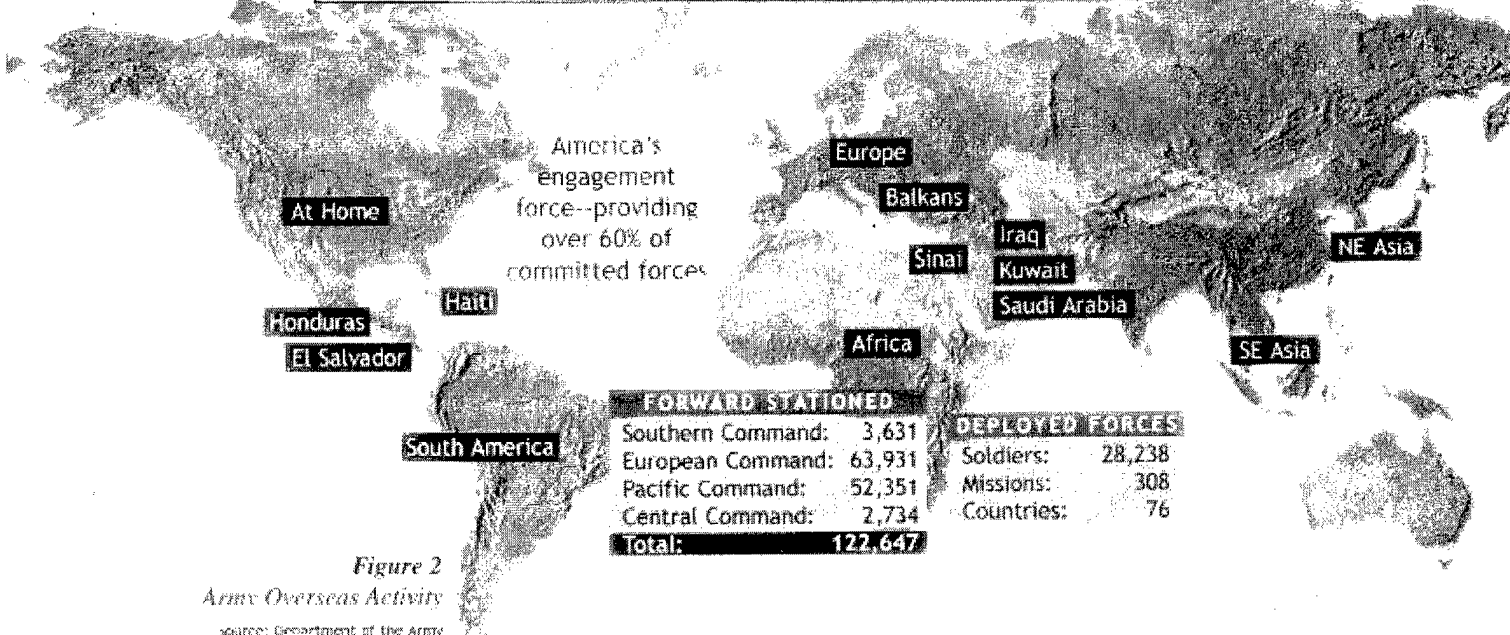 America's
engagement
force--providing
over 60% of
committed forces
At Home
Europe
Balkans
Sinai
Iraq
Kuwait
Saudi Arabia
NE Asia
Haiti
Honduras
El Salvador
Africa
SE Asia
South America
FORWARD STATIONED
Southern Command: 3,631
European Command: 63,931
Pacific Command: 52,351
Central Command: 2,734
Total: 122,647
DEPLOYED FORCES
Soldiers: 28,238
Missions: 308
Countries: 76
Figure 2
Army Overseas Activity
Source: Department of the Army